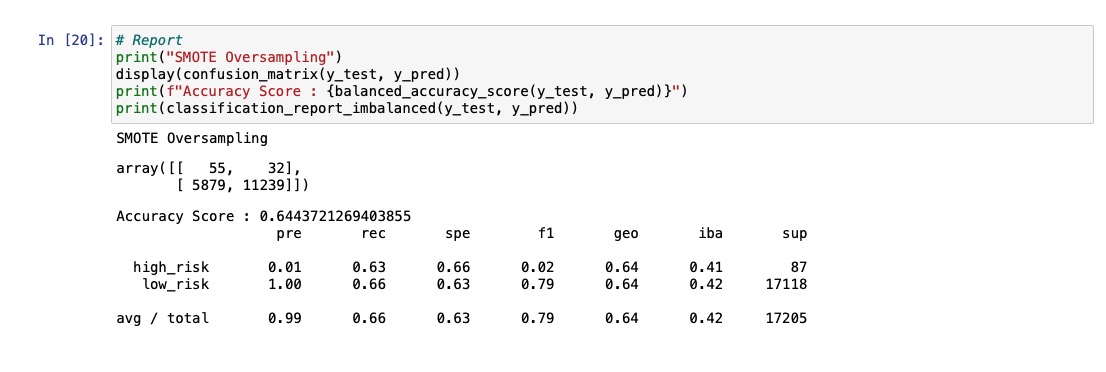 In [20]: # Report
print("SMOTE Oversampling")
display(confusion_matrix(y_test, y_pred))
print(f"Accuracy Score : {balanced_accuracy_score(y_test, y_pred)}")
print(classification_report_imbalanced(y_test, y_pred))
SMOTE Oversampling
array([[   55,    32],
       [ 5879, 11239]])
Accuracy Score : 0.6443721269403855
pre rec spe f1 geo iba sup
high_risk 0.01 0.63 0.66 0.02 0.64 0.41 87
low_risk 1.00 0.66 0.63 0.79 0.64 0.42 17118
avg / total 0.99 0.66 0.63 0.79 0.64 0.42 17205